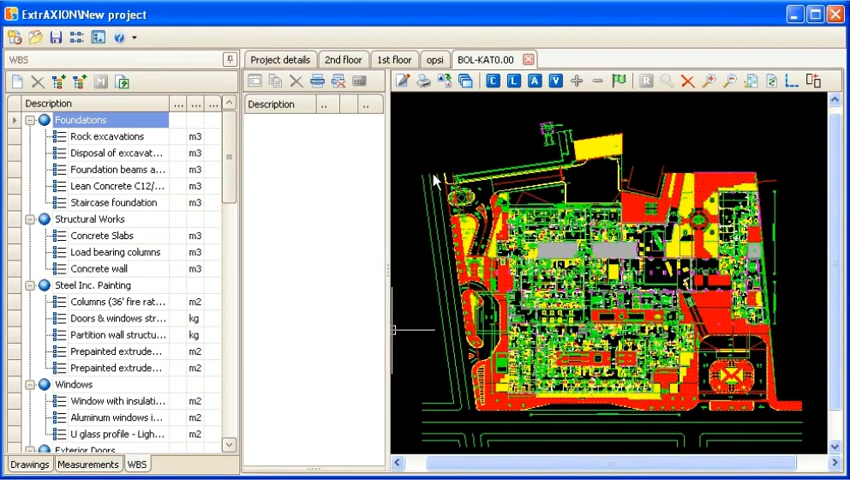 ExtrAXION\New project
WBS
Project details
2nd floor
1st floor
opsi
BOL-KAT0.00
Description ... ... ...
Description .. ..
C L A V
M
R
Foundations
Rock excavations m3
Disposal of excavat... m3
Foundation beams a... m3
Lean Concrete C12/... m3
Staircase foundation m3
Structural Works
Concrete Slabs m3
Load bearing columns m3
Concrete wall m3
Steel Inc. Painting
Columns (36' fire rat... m2
Doors & windows str... kg
Partition wall structu... kg
Prepainted extrude... m2
Prepainted extrude... m2
Windows
Window with insulati... m2
Aluminum windows i... m2
U glass profile - Ligh... m2
Exterior Doors
Drawings Measurements WBS